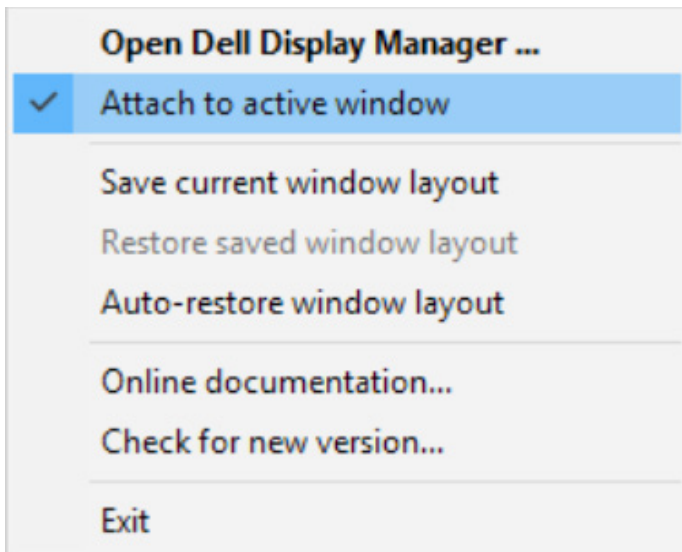 Open Dell Display Manager ...
Attach to active window
Save current window layout
Restore saved window layout
Auto-restore window layout
Online documentation...
Check for new version...
Exit